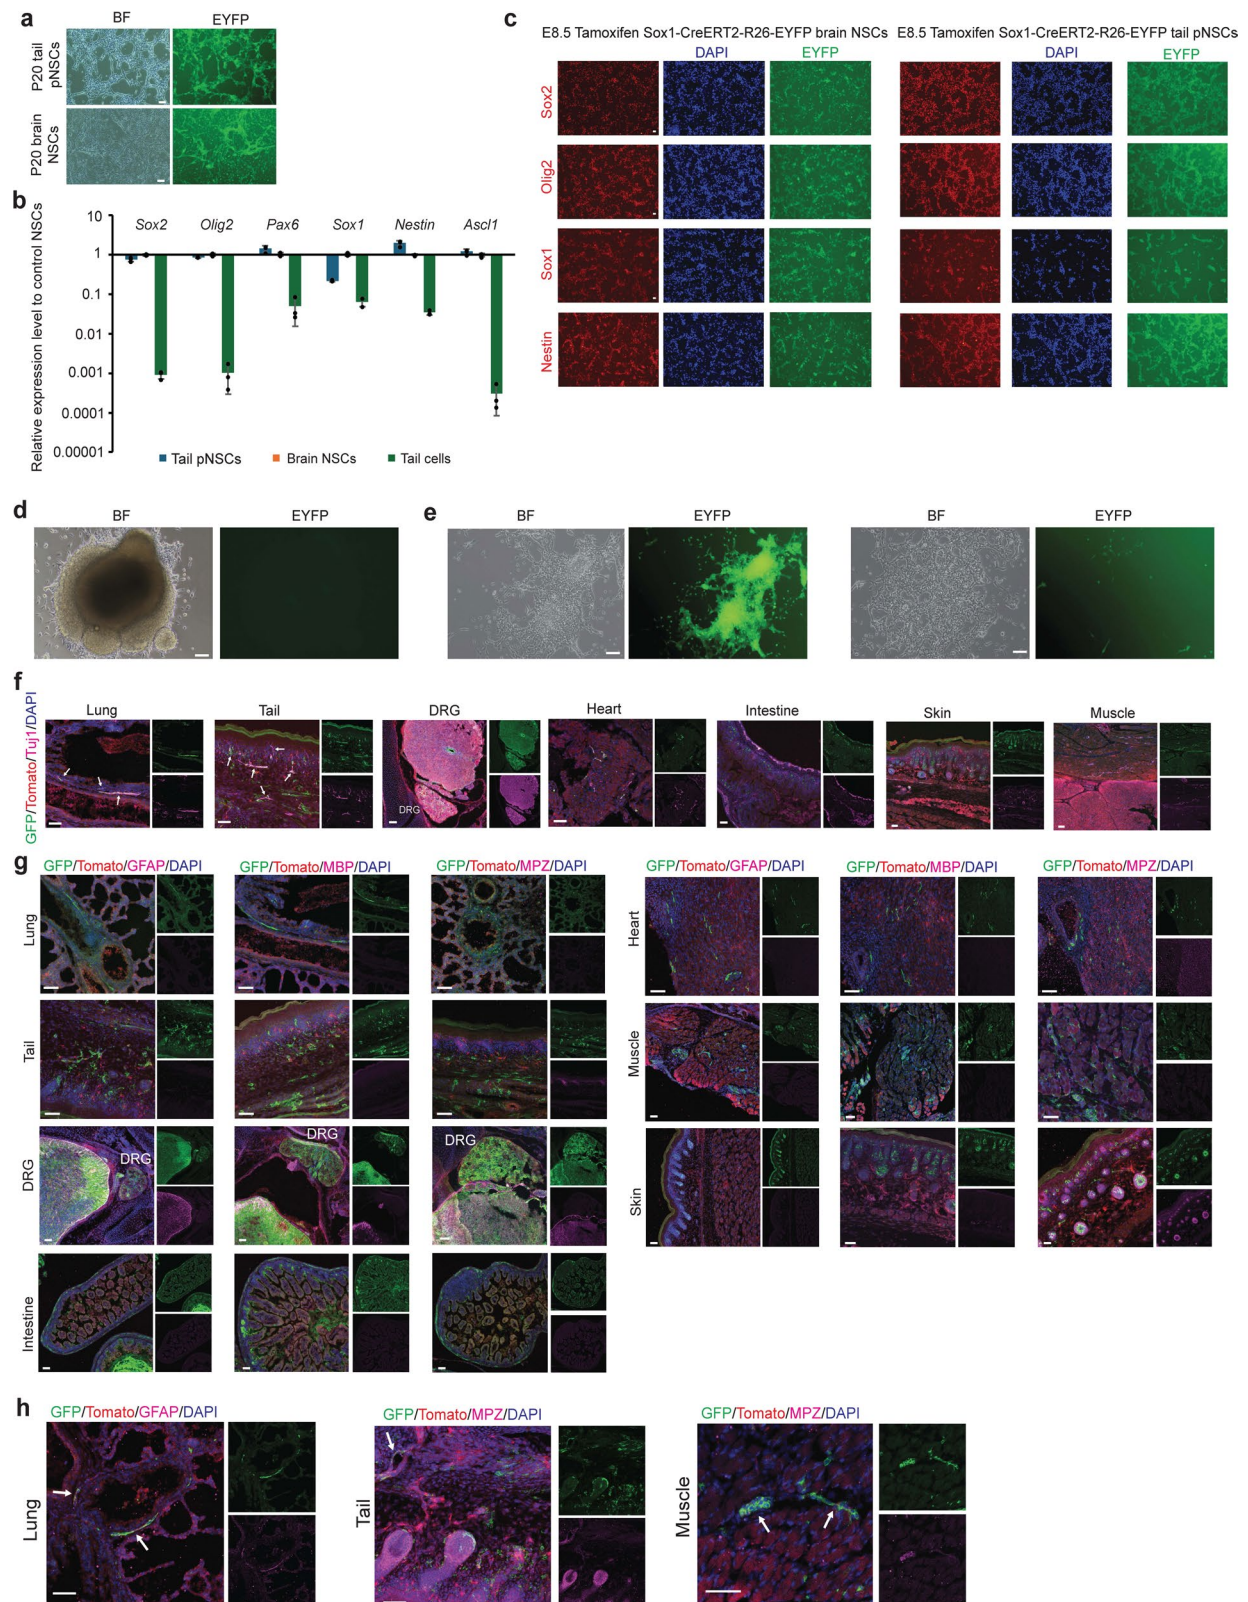 a
BF
EYFP
P20 tail
pNSCs
P20 brain
NSCs
b
Relative expression level to control NSCs
10
1
0.1
0.01
0.001
0.0001
0.00001
Sox2
Olig2
Pax6
Sox1
Nestin
Ascl1
Tail pNSCs
Brain NSCs
Tail cells
c
E8.5 Tamoxifen Sox1-CreERT2-R26-EYFP brain NSCs
E8.5 Tamoxifen Sox1-CreERT2-R26-EYFP tail pNSCs
DAPI
EYFP
DAPI
EYFP
Sox2
Olig2
Sox1
Nestin
d
BF
EYFP
e
BF
EYFP
BF
EYFP
f
GFP/Tomato/Tuj1/DAPI
Lung
Tail
DRG
Heart
Intestine
Skin
Muscle
DRG
g
GFP/Tomato/GFAP/DAPI
GFP/Tomato/MBP/DAPI
GFP/Tomato/MPZ/DAPI
Lung
Tail
DRG
DRG
DRG
DRG
Intestine
GFP/Tomato/GFAP/DAPI
GFP/Tomato/MBP/DAPI
GFP/Tomato/MPZ/DAPI
Heart
Muscle
Skin
h
GFP/Tomato/GFAP/DAPI
GFP/Tomato/MPZ/DAPI
GFP/Tomato/MPZ/DAPI
Lung
Tail
Muscle